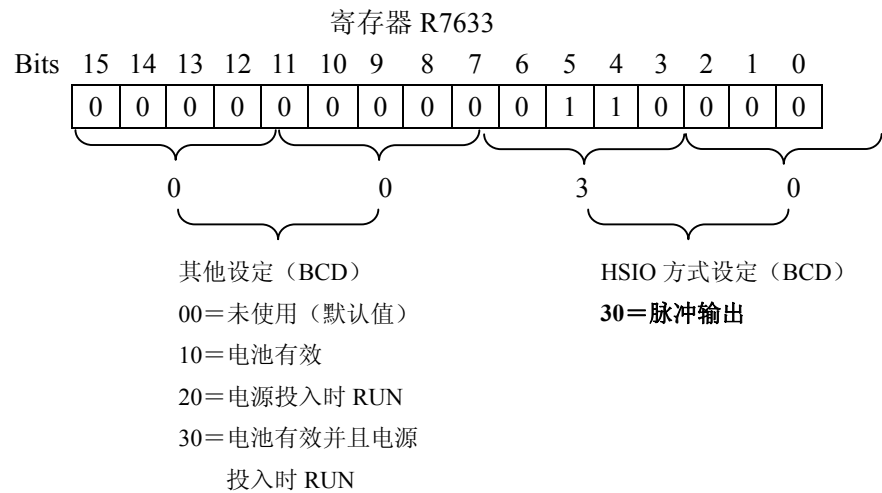 寄存器 R7633
Bits 15 14 13 12 11 10 9 8 7 6 5 4 3 2 1 0
0 0 0 0 0 0 0 0 0 0 1 1 0 0 0 0
0 0 3 0
其他设定（BCD） HSIO 方式设定（BCD）
00＝未使用（默认值） 30＝脉冲输出
10＝电池有效
20＝电源投入时 RUN
30＝电池有效并且电源
投入时 RUN